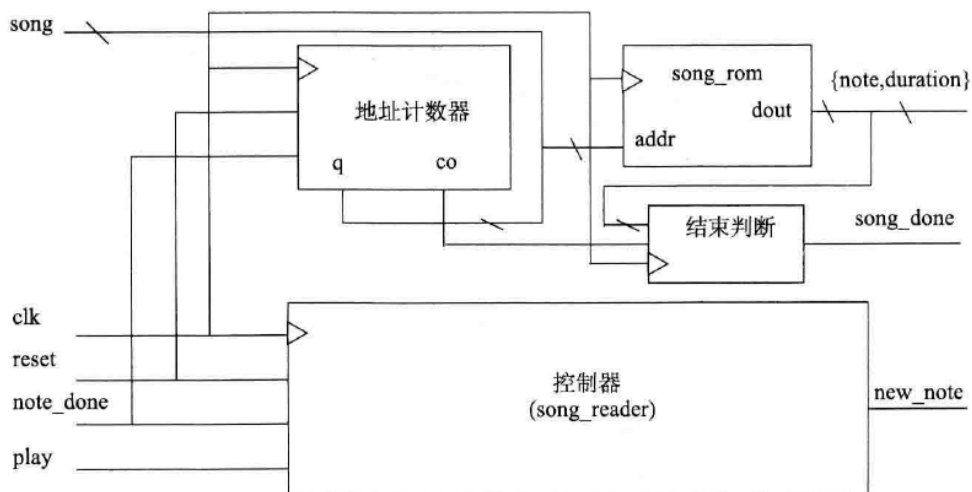 song
song_rom
{note,duration}
地址计数器
dout
addr
q
co
结束判断
song_done
clk
reset
控制器
(song_reader)
note_done
new_note
play